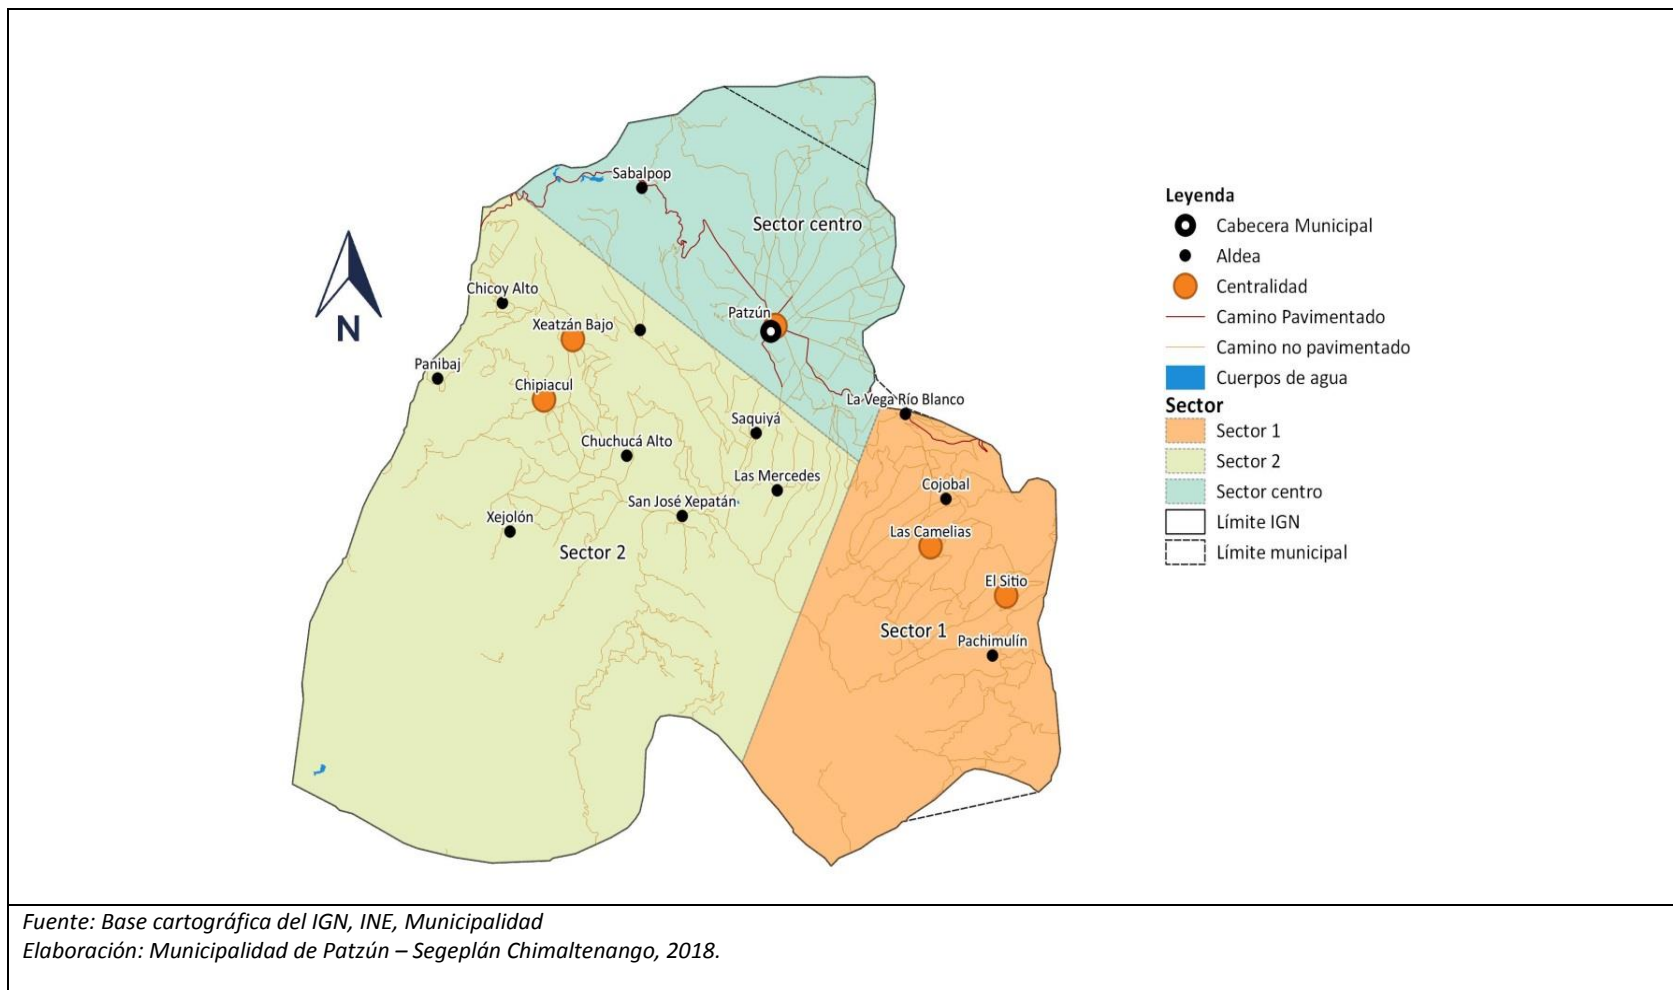 Sabalpop
Sector centro
Chicoy Alto
Patzún
Xeatzán Bajo
Panibaj
Chipiacul
La Vega Río Blanco
Saquiyá
Chuchucá Alto
Las Mercedes
Cojobal
San José Xepatán
Xejolón
Las Camelias
Sector 2
El Sitio
Sector 1
Pachimulín
N
Leyenda
Cabecera Municipal
Aldea
Centralidad
Camino Pavimentado
Camino no pavimentado
Cuerpos de agua
Sector
Sector 1
Sector 2
Sector centro
Límite IGN
Límite municipal
Fuente: Base cartográfica del IGN, INE, Municipalidad
Elaboración: Municipalidad de Patzún – Segeplán Chimaltenango, 2018.